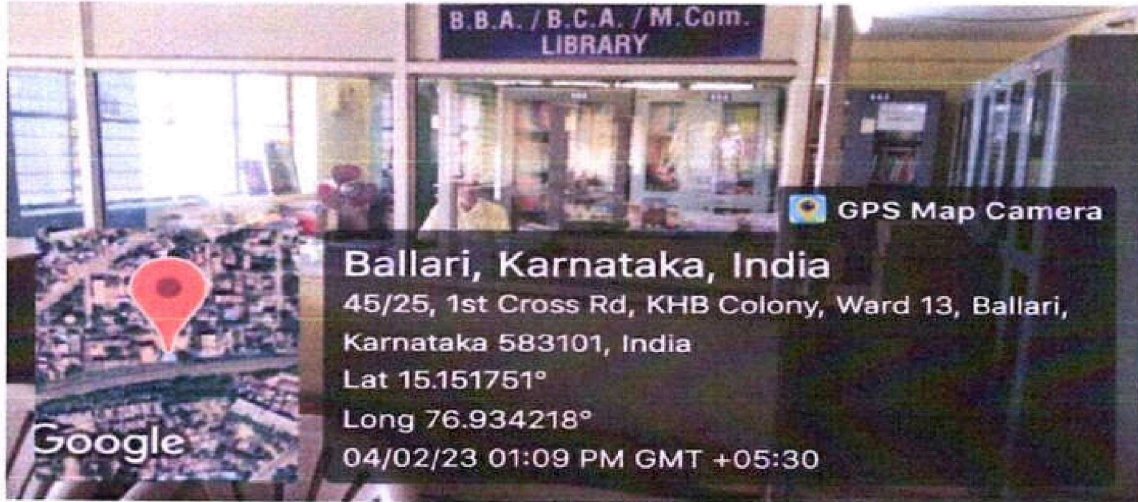 B.B.A. / B.C.A. / M.Com.
LIBRARY
GPS Map Camera
Ballari, Karnataka, India
45/25, 1st Cross Rd, KHB Colony, Ward 13, Ballari,
Karnataka 583101, India
Lat 15.151751°
Long 76.934218°
04/02/23 01:09 PM GMT +05:30
Google